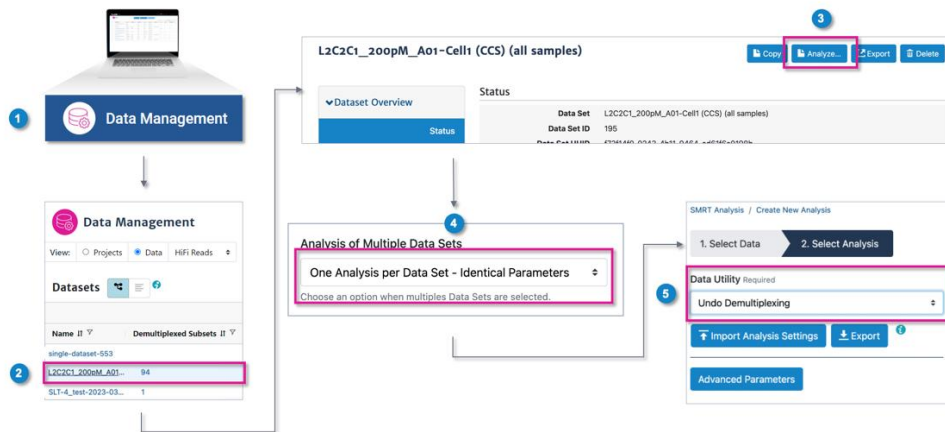 3
L2C2C1_200pM_A01-Cell1 (CCS) (all samples)
Copy
Analyze...
Export
Delete
Dataset Overview
Status
Status
Data Set L2C2C1_200pM_A01-Cell1 (CCS) (all samples)
Data Set ID 195
Data Set UUID
1
Data Management
Data Management
View: Projects Data HiFi Reads
Datasets
Name Demultiplexed Subsets
single-dataset-553
2
L2C2C1_200pM_A01... 94
SLT-4_test-2023-03... 1
4
Analysis of Multiple Data Sets
One Analysis per Data Set - Identical Parameters
Choose an option when multiples Data Sets are selected.
SMRT Analysis / Create New Analysis
1. Select Data
2. Select Analysis
Data Utility Required
5
Undo Demultiplexing
Import Analysis Settings
Export
Advanced Parameters